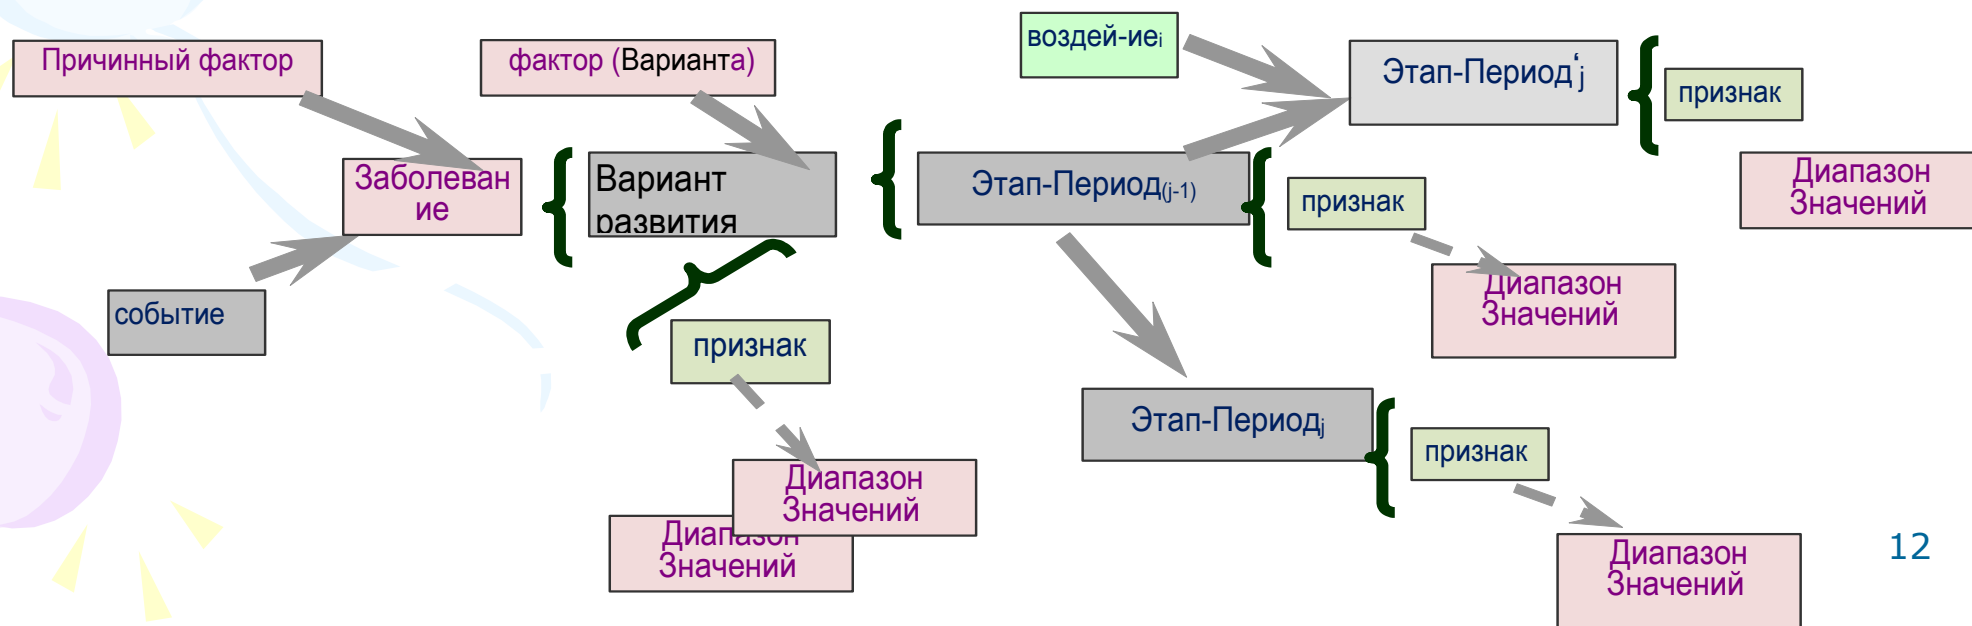 Причинный фактор
фактор (Варианта)
воздей-иеi
Этап-Период‘j
признак
Заболеван
ие
Вариант
развития
Этап-Период(j-1)
признак
Диапазон
Значений
событие
признак
Диапазон
Значений
Этап-Периодj
признак
Диапазон
Значений
Диапазон
Значений
Диапазон
Значений
12